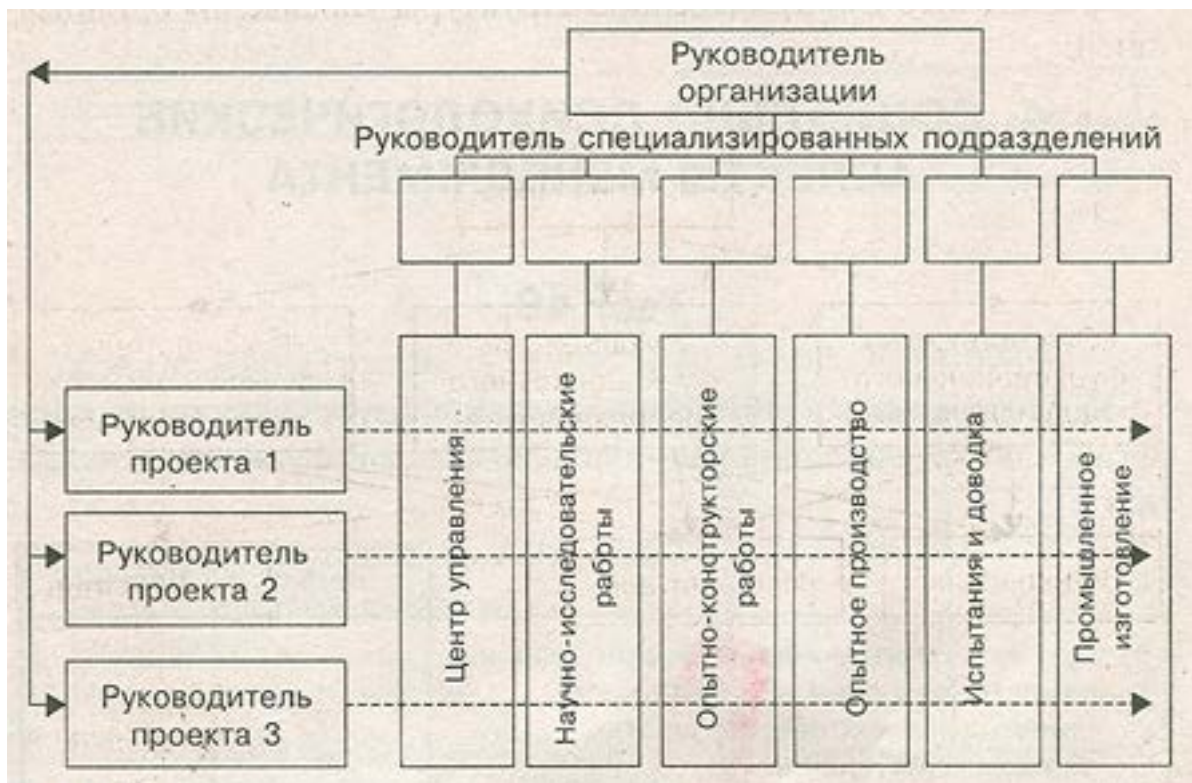 Руководитель
организации
Руководитель специализированных подразделений
Руководитель
проекта 1
Руководитель
проекта 2
Руководитель
проекта 3
Центр управления
Научно-исследовательские
работы
Опытно-конструкторские
работы
Опытное производство
Испытания и доводка
Промышленное
изготовление